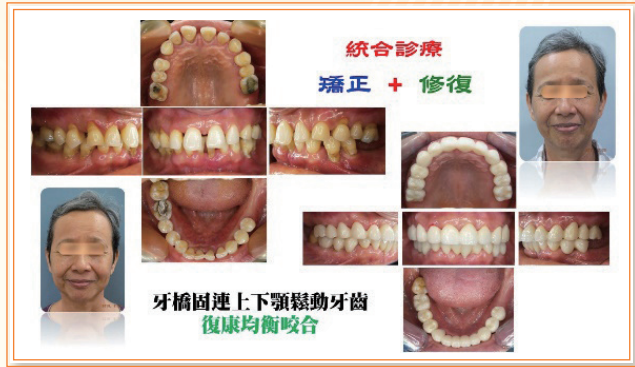 統合診療
矯正 + 修復
牙橋固連上下顎鬆動牙齒
復康均衡咬合